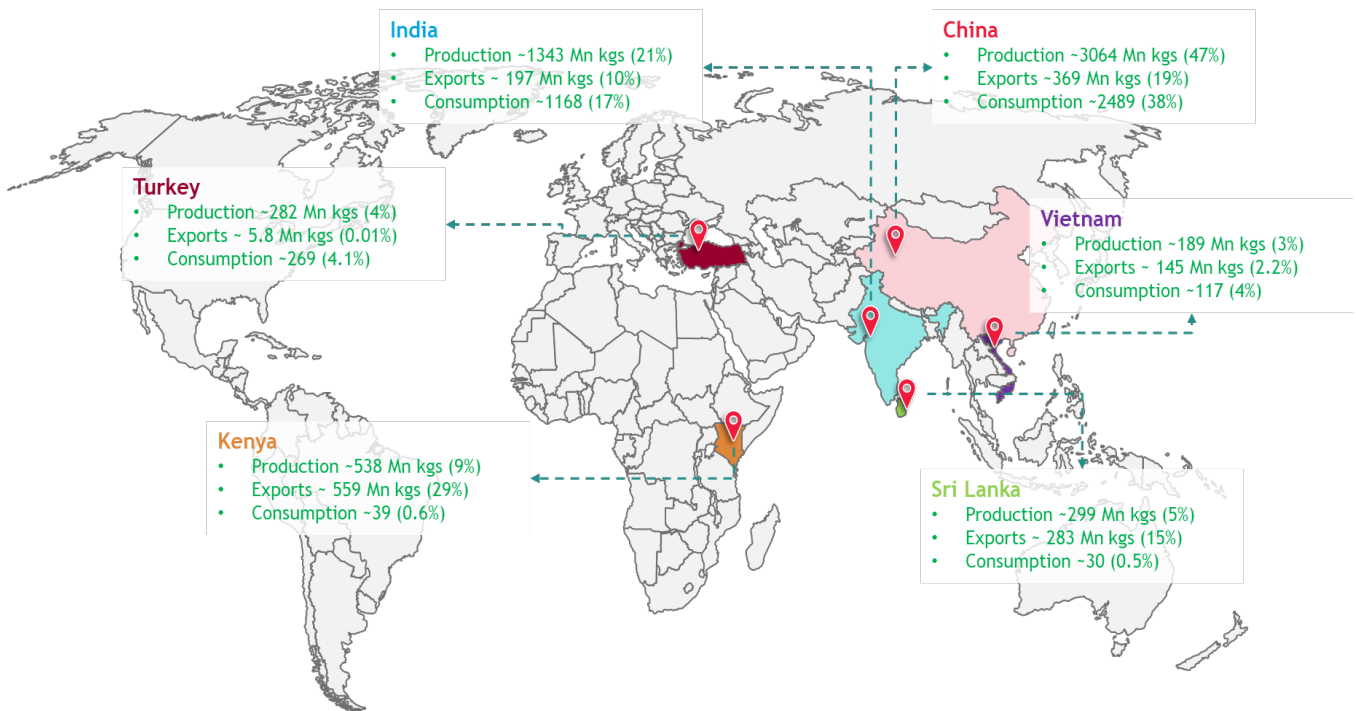 India
• Production ~1343 Mn kgs (21%)
• Exports ~ 197 Mn kgs (10%)
• Consumption ~1168 (17%)
China
• Production ~3064 Mn kgs (47%)
• Exports ~369 Mn kgs (19%)
• Consumption ~2489 (38%)
Turkey
• Production ~282 Mn kgs (4%)
• Exports ~ 5.8 Mn kgs (0.01%)
• Consumption ~269 (4.1%)
Vietnam
• Production ~189 Mn kgs (3%)
• Exports ~ 145 Mn kgs (2.2%)
• Consumption ~117 (4%)
Kenya
• Production ~538 Mn kgs (9%)
• Exports ~ 559 Mn kgs (29%)
• Consumption ~39 (0.6%)
Sri Lanka
• Production ~299 Mn kgs (5%)
• Exports ~ 283 Mn kgs (15%)
• Consumption ~30 (0.5%)